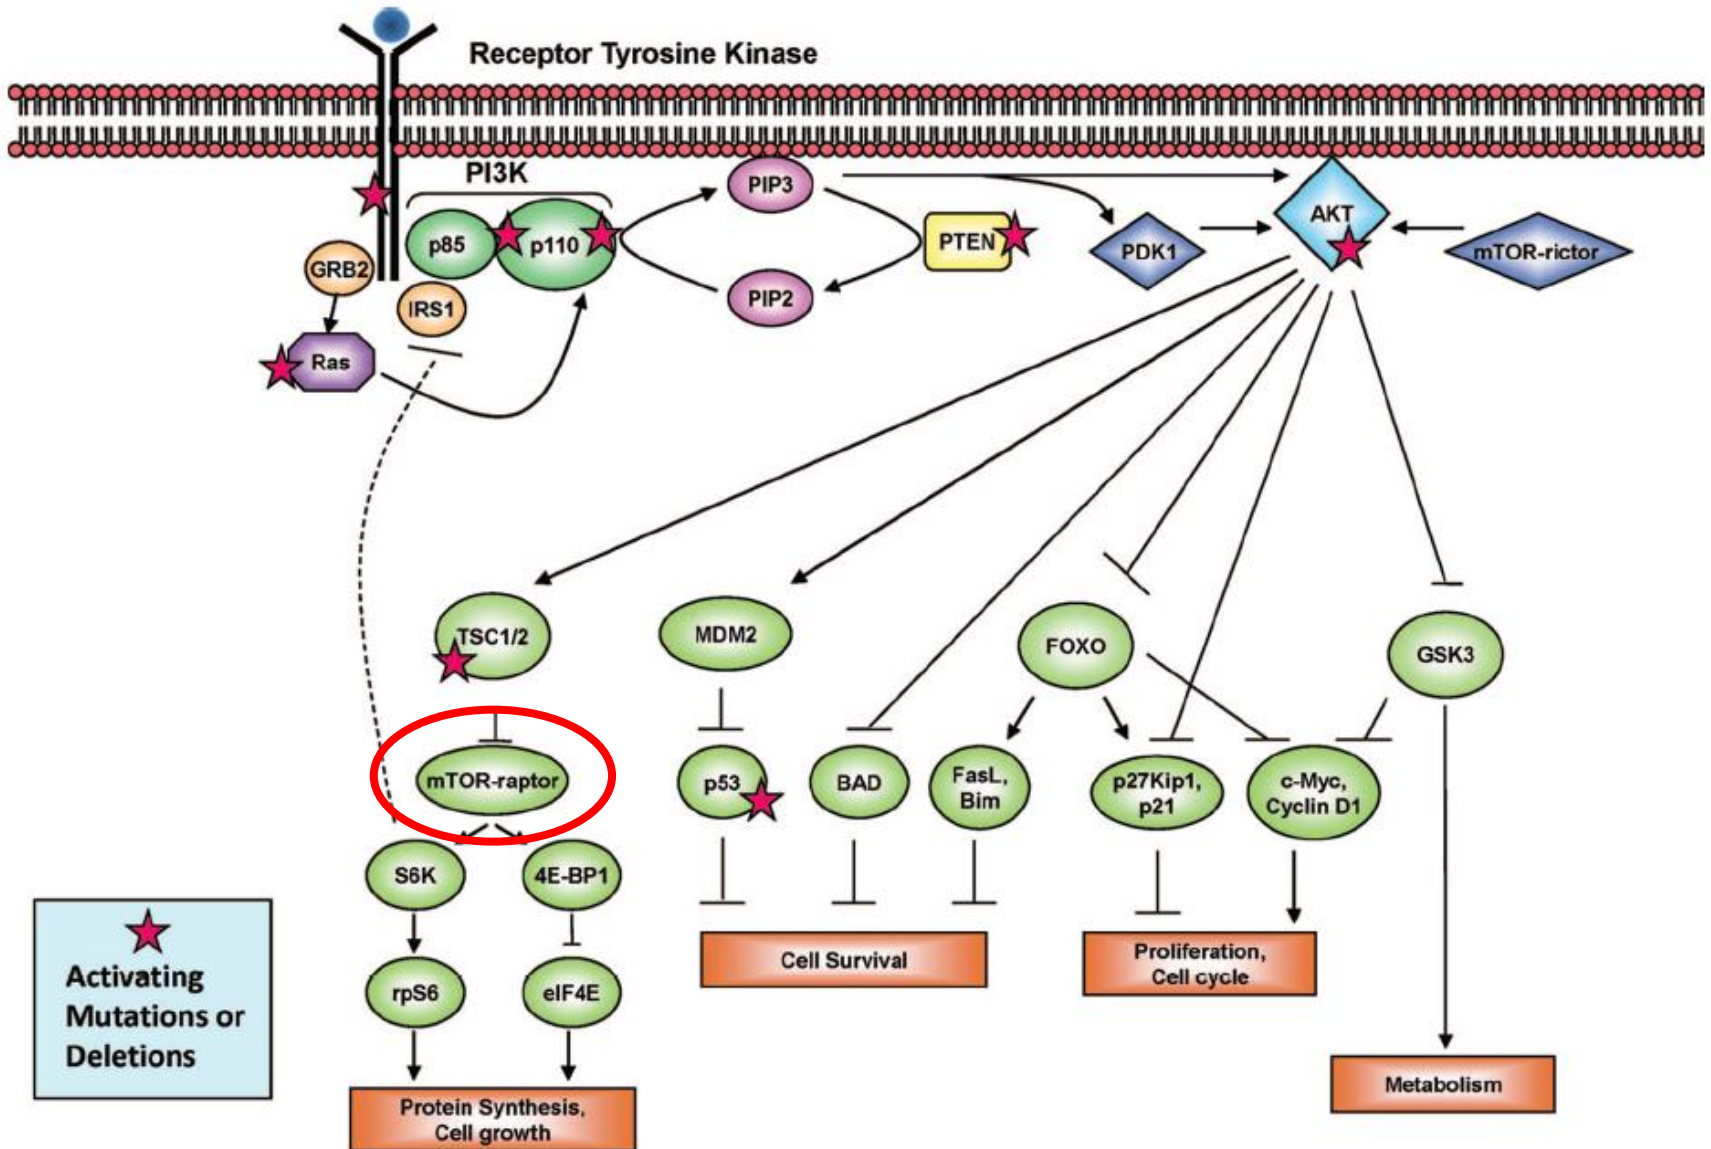 Receptor Tyrosine Kinase
PI3K
p85
p110
GRB2
IRS1
Ras
PIP3
PIP2
PTEN
PDK1
AKT
mTOR-rictor
TSC1/2
MDM2
FOXO
GSK3
mTOR-raptor
p53
BAD
FasL,
Bim
p27Kip1,
p21
c-Myc,
Cyclin D1
S6K
4E-BP1
rpS6
eIF4E
Cell Survival
Proliferation,
Cell cycle
Metabolism
Protein Synthesis,
Cell growth
Activating
Mutations or
Deletions